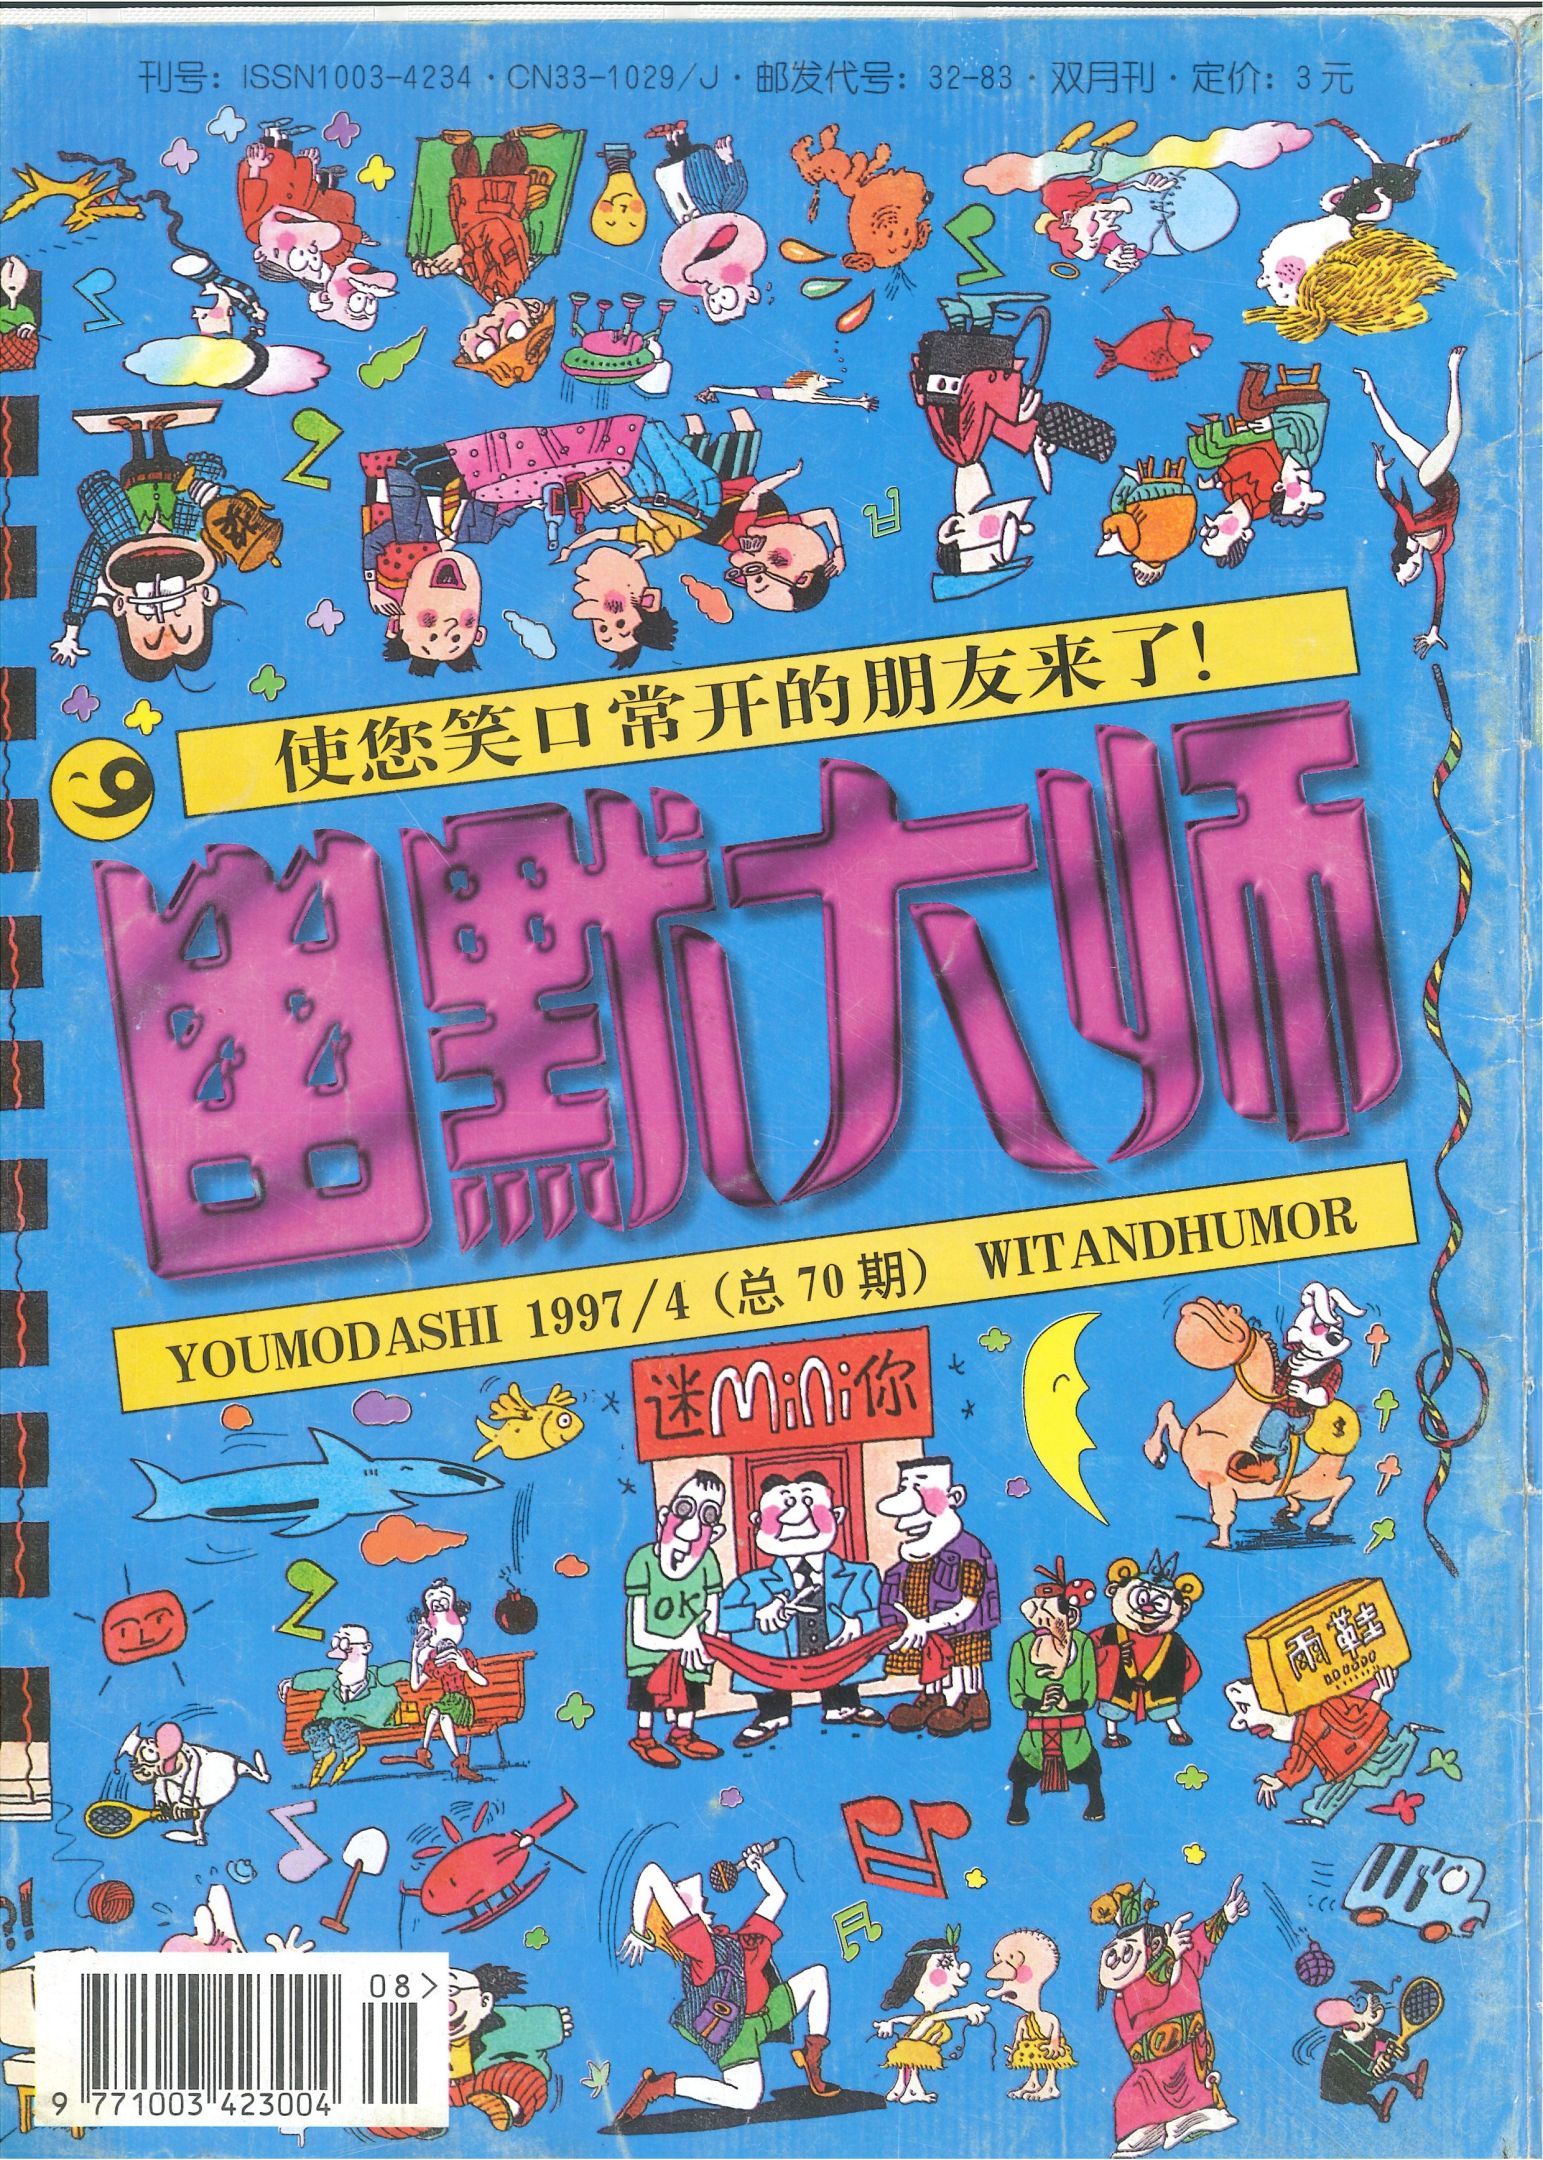 刊号：ISSN1003-4234·CN33-1029/J·邮发代号：32-83·双月刊·定价：3元
使您笑口常开的朋友来了！
幽默大师
YOUMODASHI 1997/4（总70期） WITANDHUMOR
迷mini你
OK
雨鞋
?!
08>
9 771003 423004